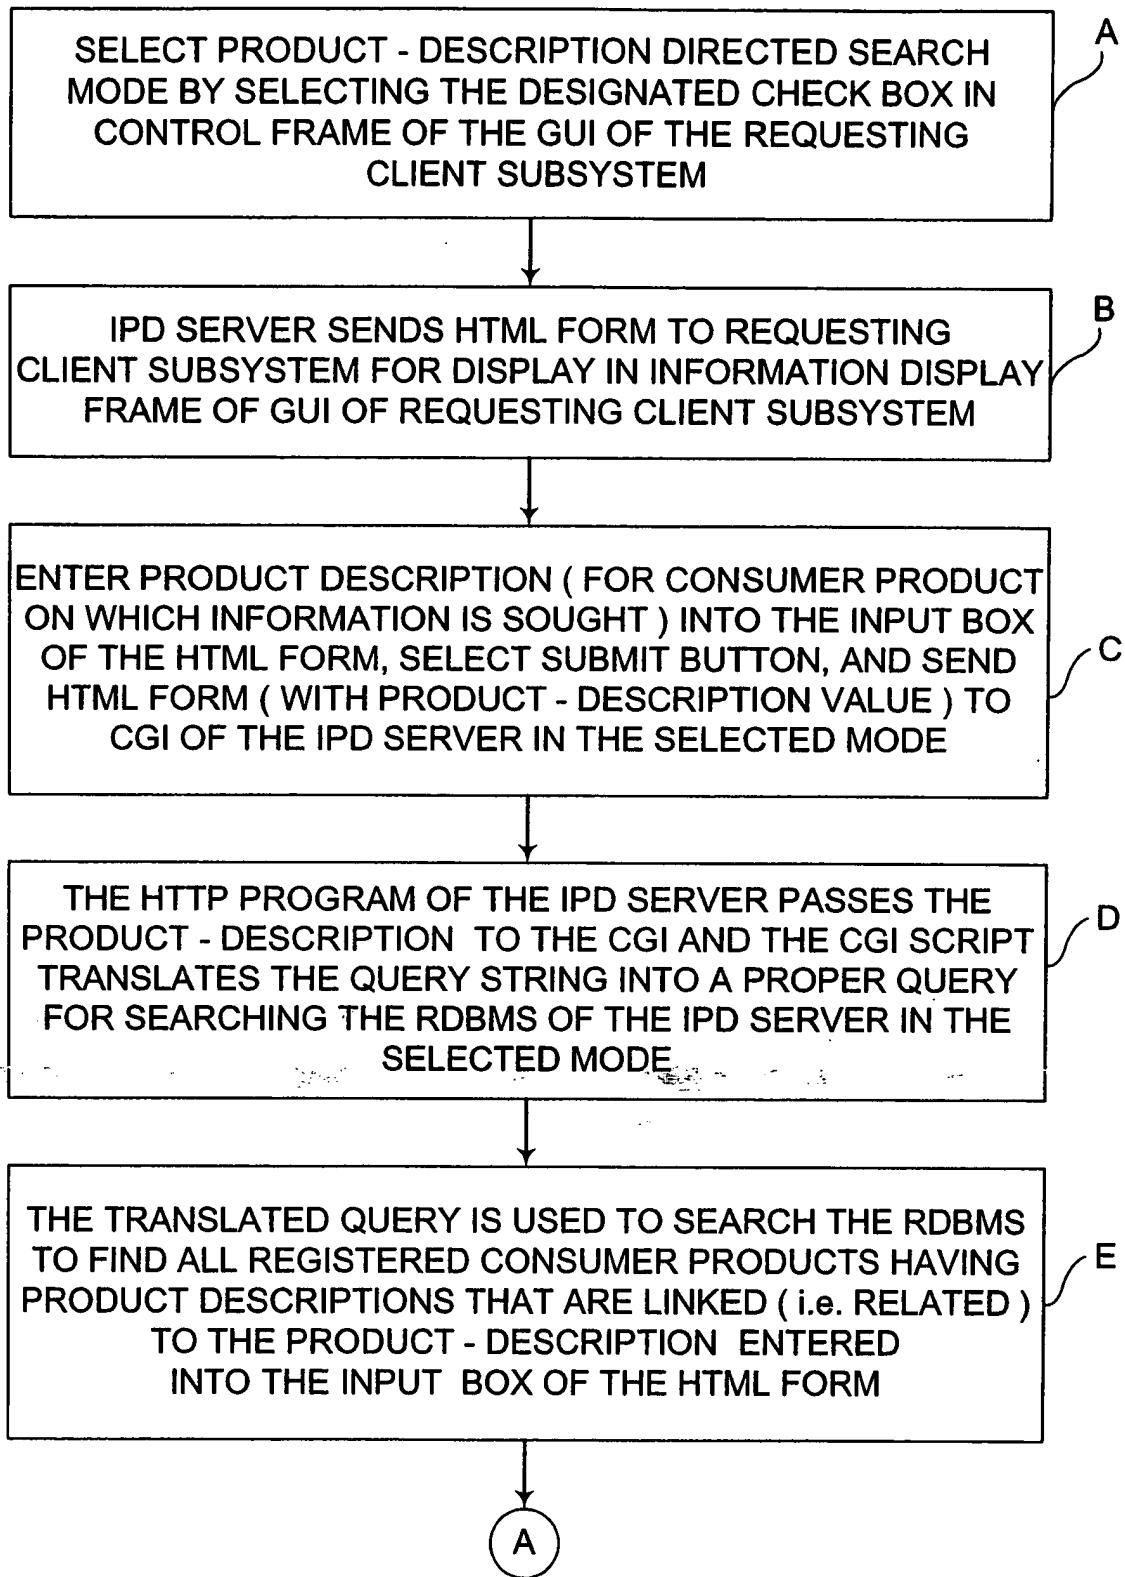 SELECT PRODUCT - DESCRIPTION DIRECTED SEARCH
MODE BY SELECTING THE DESIGNATED CHECK BOX IN
CONTROL FRAME OF THE GUI OF THE REQUESTING
CLIENT SUBSYSTEM
A
IPD SERVER SENDS HTML FORM TO REQUESTING
CLIENT SUBSYSTEM FOR DISPLAY IN INFORMATION DISPLAY
FRAME OF GUI OF REQUESTING CLIENT SUBSYSTEM
B
ENTER PRODUCT DESCRIPTION ( FOR CONSUMER PRODUCT
ON WHICH INFORMATION IS SOUGHT ) INTO THE INPUT BOX
OF THE HTML FORM, SELECT SUBMIT BUTTON, AND SEND
HTML FORM ( WITH PRODUCT - DESCRIPTION VALUE ) TO
CGI OF THE IPD SERVER IN THE SELECTED MODE
C
THE HTTP PROGRAM OF THE IPD SERVER PASSES THE
PRODUCT - DESCRIPTION TO THE CGI AND THE CGI SCRIPT
TRANSLATES THE QUERY STRING INTO A PROPER QUERY
FOR SEARCHING THE RDBMS OF THE IPD SERVER IN THE
SELECTED MODE
D
THE TRANSLATED QUERY IS USED TO SEARCH THE RDBMS
TO FIND ALL REGISTERED CONSUMER PRODUCTS HAVING
PRODUCT DESCRIPTIONS THAT ARE LINKED ( i.e. RELATED )
TO THE PRODUCT - DESCRIPTION ENTERED
INTO THE INPUT BOX OF THE HTML FORM
E
A